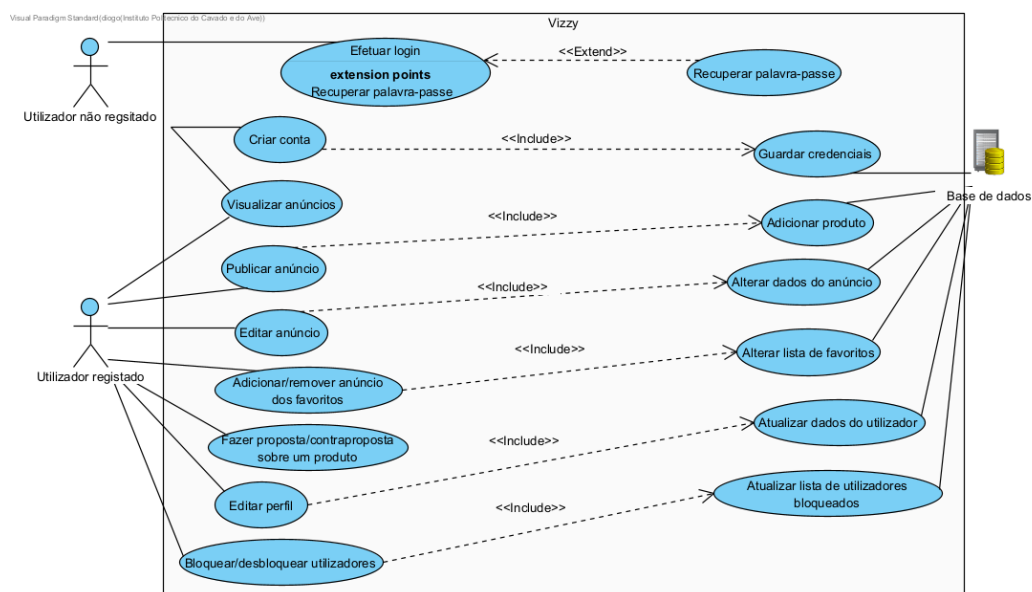 Visual Paradigm Standard(diogo(Instituto Politecnico do Cavado e do Ave))
Vizzy
Efetuar login
extension points
Recuperar palavra-passe
<<Extend>>
Recuperar palavra-passe
Utilizador não regsitado
Criar conta
<<Include>>
Guardar credenciais
Base de dados
Visualizar anúncios
<<Include>>
Adicionar produto
Publicar anúncio
<<Include>>
Alterar dados do anúncio
Editar anúncio
<<Include>>
Alterar lista de favoritos
Utilizador registado
Adicionar/remover anúncio
dos favoritos
Fazer proposta/contraproposta
sobre um produto
<<Include>>
Atualizar dados do utilizador
Editar perfil
<<Include>>
Atualizar lista de utilizadores
bloqueados
Bloquear/desbloquear utilizadores